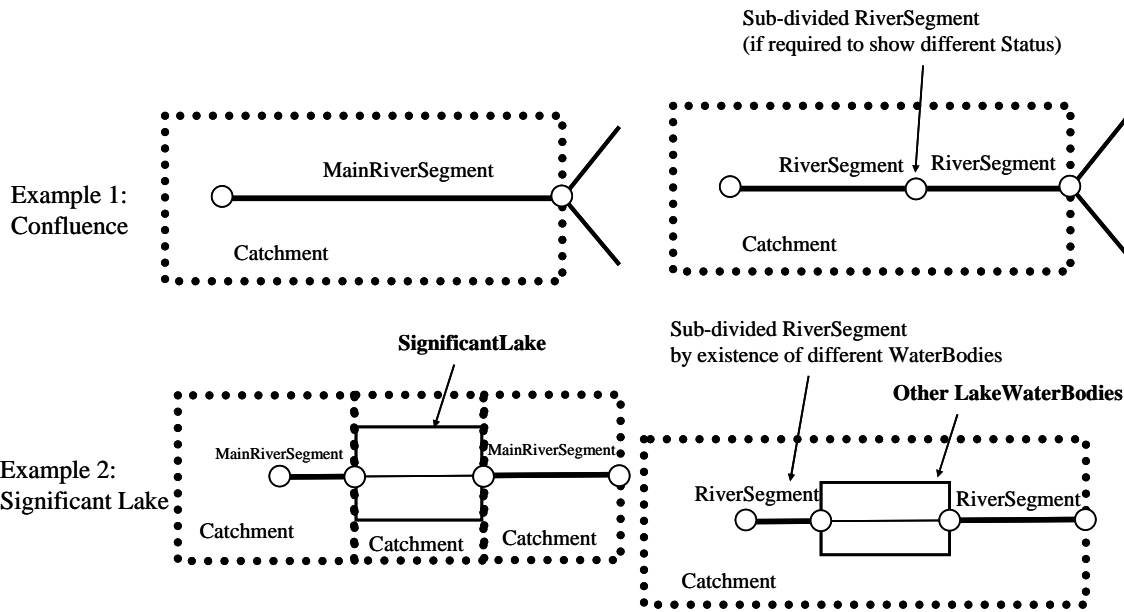 Sub-divided RiverSegment
(if required to show different Status)
Example 1:
Confluence
MainRiverSegment
Catchment
RiverSegment
RiverSegment
Catchment
Sub-divided RiverSegment
by existence of different WaterBodies
SignificantLake
Other LakeWaterBodies
Example 2:
Significant Lake
MainRiverSegment
MainRiverSegment
Catchment
Catchment
Catchment
RiverSegment
RiverSegment
Catchment